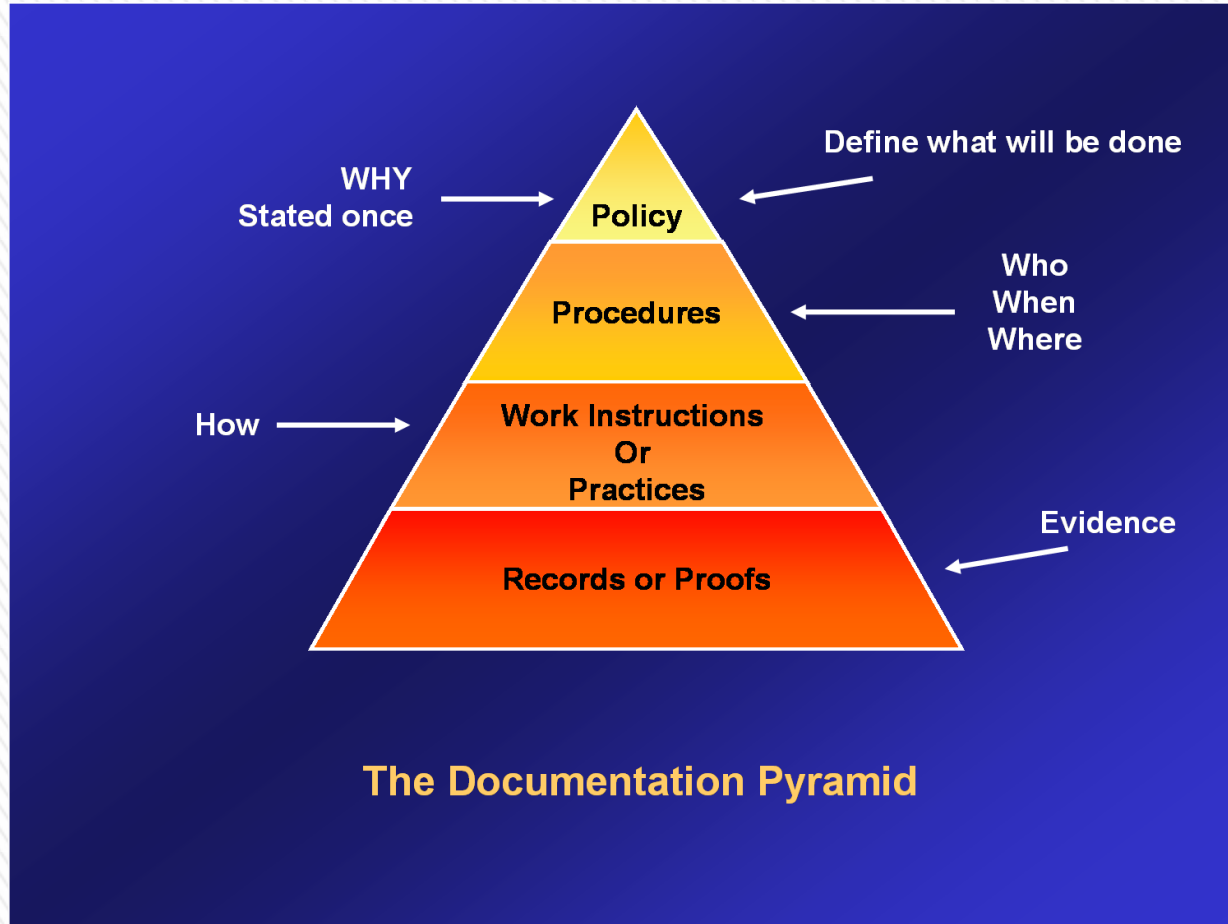 Define what will be done
WHY
Stated once
Policy
Who
When
Where
Procedures
How
Work Instructions
Or
Practices
Evidence
Records or Proofs
The Documentation Pyramid